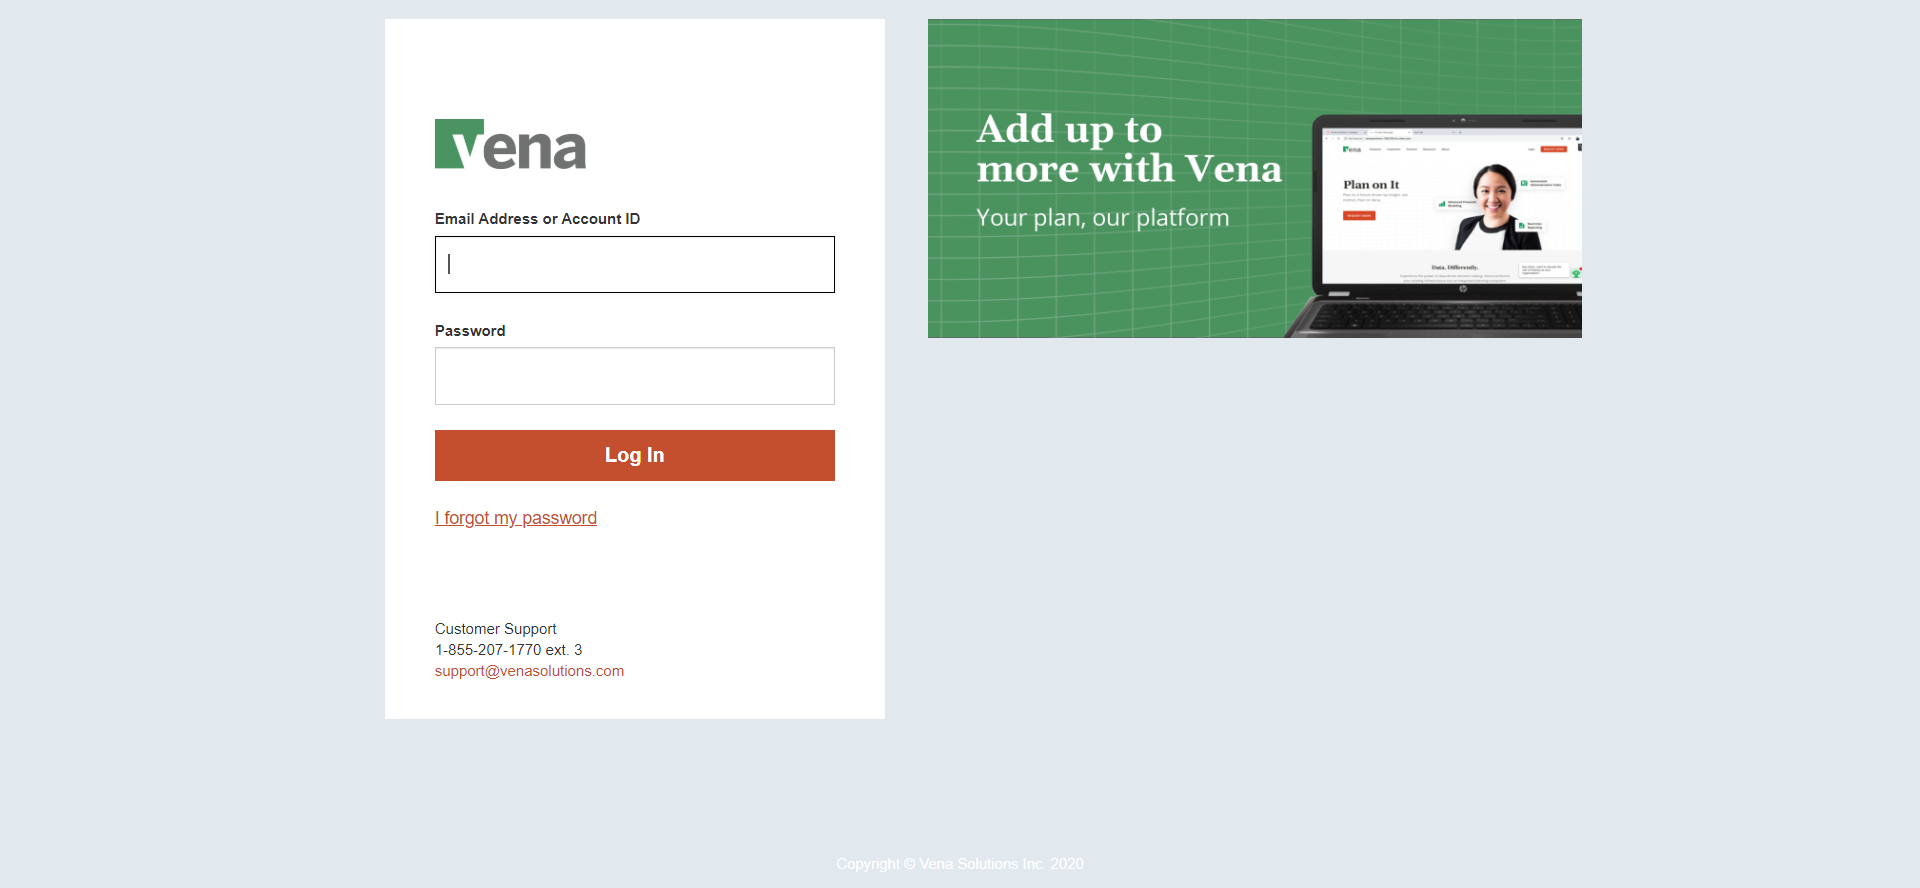 Vena
Email Address or Account ID
Password
Log In
I forgot my password
Customer Support
1-855-207-1770 ext. 3
support@venasolutions.com
Add up to
more with Vena
Your plan, our platform
Vena
Plan on It
Data, Differently.
hp
Copyright © Vena Solutions Inc. 2020